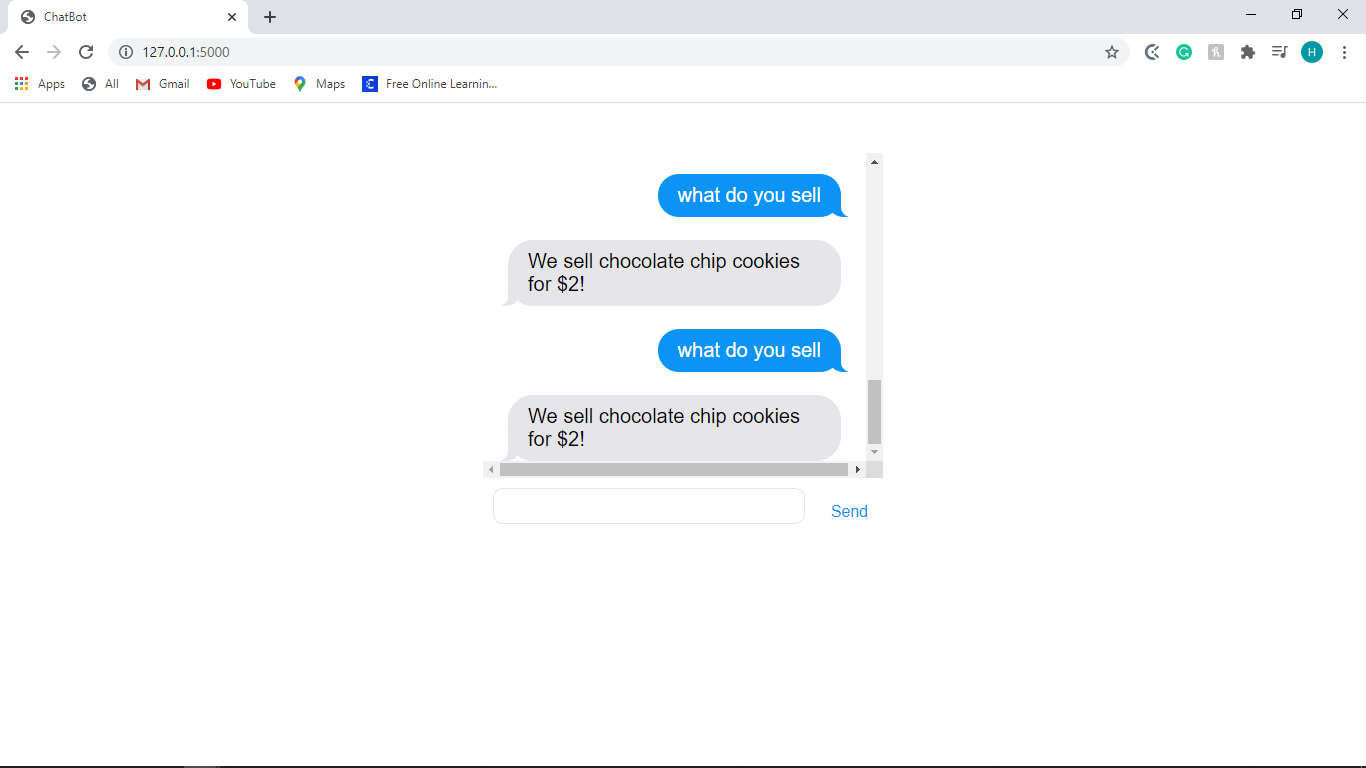 ChatBot
127.0.0.1:5000
H
Apps All Gmail YouTube Maps Free Online Learnin...
what do you sell
We sell chocolate chip cookies
for $2!
what do you sell
We sell chocolate chip cookies
for $2!
Send